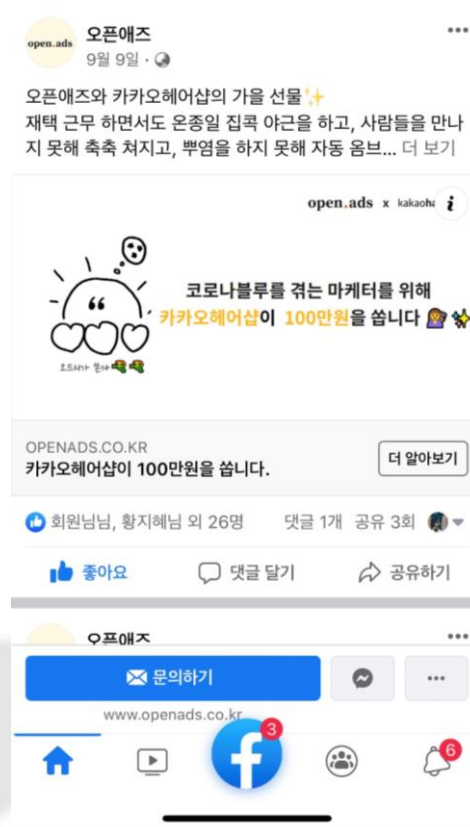 open.ads
오픈애즈
9월 9일 ·
오픈애즈와 카카오헤어샵의 가을 선물✨
재택 근무 하면서도 온종일 집콕 야근을 하고, 사람들을 만나
지 못해 축축 쳐지고, 뿌염을 하지 못해 자동 옴브... 더 보기
open.ads x kakaoha
코로나블루를 겪는 마케터를 위해
카카오헤어샵이 100만원을 쏩니다
OPENADS.CO.KR
카카오헤어샵이 100만원을 쏩니다.
더 알아보기
회원님님, 황지혜님 외 26명 댓글 1개 공유 3회
좋아요 댓글 달기 공유하기
오픈애즈
문의하기
www.openads.co.kr
3
6